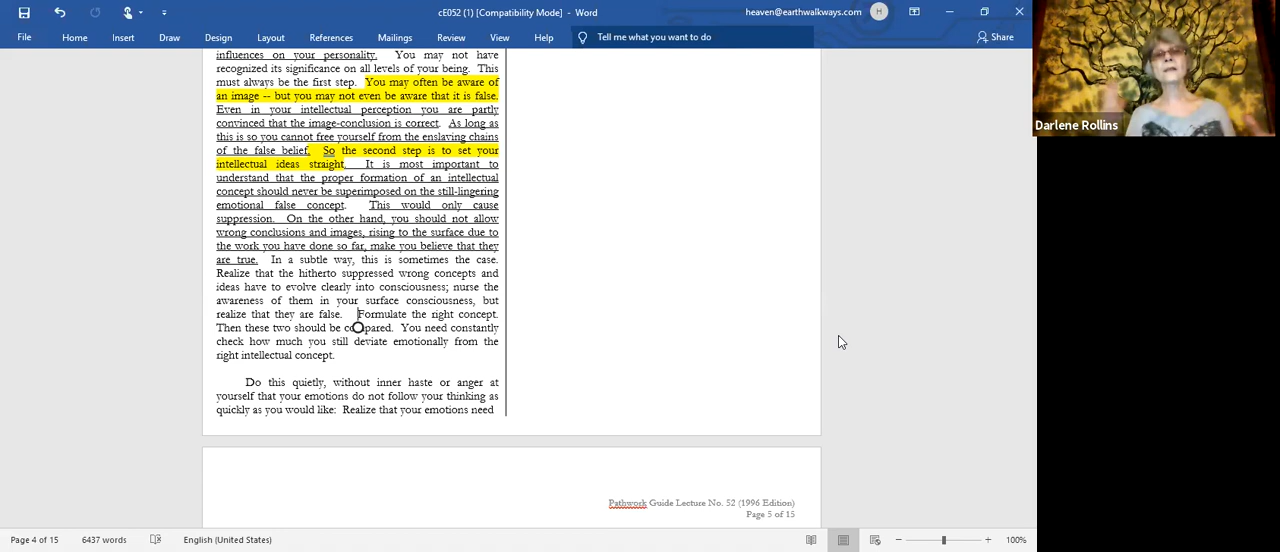 cE052 (1) [Compatibility Mode] - Word
heaven@earthwalkways.com
H
File Home Insert Draw Design Layout References Mailings Review View Help Tell me what you want to do Share
influences on your personality. You may not have
recognized its significance on all levels of your being. This
must always be the first step. You may often be aware of
an image -- but you may not even be aware that it is false.
Even in your intellectual perception you are partly
convinced that the image-conclusion is correct. As long as
this is so you cannot free yourself from the enslaving chains
of the false belief. So the second step is to set your
intellectual ideas straight. It is most important to
understand that the proper formation of an intellectual
concept should never be superimposed on the still-lingering
emotional false concept. This would only cause
suppression. On the other hand, you should not allow
wrong conclusions and images, rising to the surface due to
the work you have done so far, make you believe that they
are true. In a subtle way, this is sometimes the case.
Realize that the hitherto suppressed wrong concepts and
ideas have to evolve clearly into consciousness; nurse the
awareness of them in your surface consciousness, but
realize that they are false. Formulate the right concept.
Then these two should be compared. You need constantly
check how much you still deviate emotionally from the
right intellectual concept.
Do this quietly, without inner haste or anger at
yourself that your emotions do not follow your thinking as
quickly as you would like: Realize that your emotions need
Pathwork Guide Lecture No. 52 (1996 Edition)
Page 5 of 15
Page 4 of 15 6437 words English (United States) 100%
Darlene Rollins